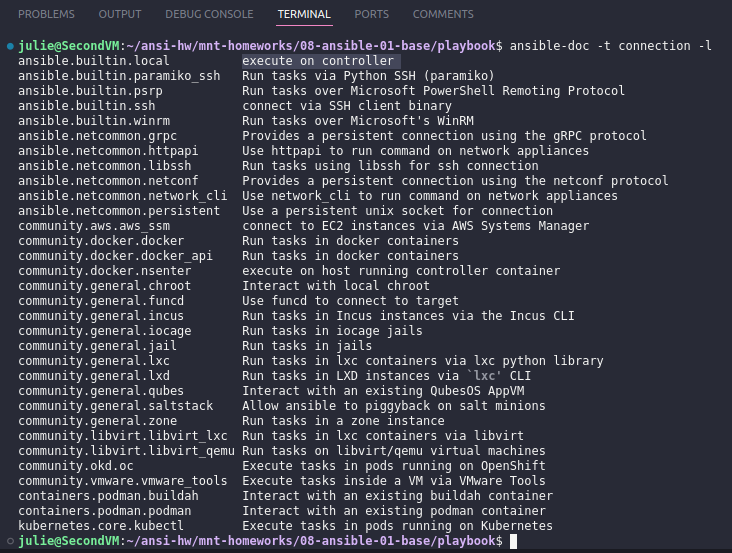 PROBLEMS OUTPUT DEBUG CONSOLE TERMINAL PORTS COMMENTS
julie@SecondVM:~/ansi-hw/mnt-homeworks/08-ansible-01-base/playbook$ ansible-doc -t connection -l
ansible.builtin.local execute on controller
ansible.builtin.paramiko_ssh Run tasks via Python SSH (paramiko)
ansible.builtin.psrp Run tasks over Microsoft PowerShell Remoting Protocol
ansible.builtin.ssh connect via SSH client binary
ansible.builtin.winrm Run tasks over Microsoft's WinRM
ansible.netcommon.grpc Provides a persistent connection using the gRPC protocol
ansible.netcommon.httpapi Use httpapi to run command on network appliances
ansible.netcommon.libssh Run tasks using libssh for ssh connection
ansible.netcommon.netconf Provides a persistent connection using the netconf protocol
ansible.netcommon.network_cli Use network_cli to run command on network appliances
ansible.netcommon.persistent Use a persistent unix socket for connection
community.aws.aws_ssm connect to EC2 instances via AWS Systems Manager
community.docker.docker Run tasks in docker containers
community.docker.docker_api Run tasks in docker containers
community.docker.nsenter execute on host running controller container
community.general.chroot Interact with local chroot
community.general.funcd Use funcd to connect to target
community.general.incus Run tasks in Incus instances via the Incus CLI
community.general.iocage Run tasks in iocage jails
community.general.jail Run tasks in jails
community.general.lxc Run tasks in lxc containers via lxc python library
community.general.lxd Run tasks in LXD instances via `lxc' CLI
community.general.qubes Interact with an existing QubesOS AppVM
community.general.saltstack Allow ansible to piggyback on salt minions
community.general.zone Run tasks in a zone instance
community.libvirt.libvirt_lxc Run tasks in lxc containers via libvirt
community.libvirt.libvirt_qemu Run tasks on libvirt/qemu virtual machines
community.okd.oc Execute tasks in pods running on OpenShift
community.vmware.vmware_tools Execute tasks inside a VM via VMware Tools
containers.podman.buildah Interact with an existing buildah container
containers.podman.podman Interact with an existing podman container
kubernetes.core.kubectl Execute tasks in pods running on Kubernetes
julie@SecondVM:~/ansi-hw/mnt-homeworks/08-ansible-01-base/playbook$